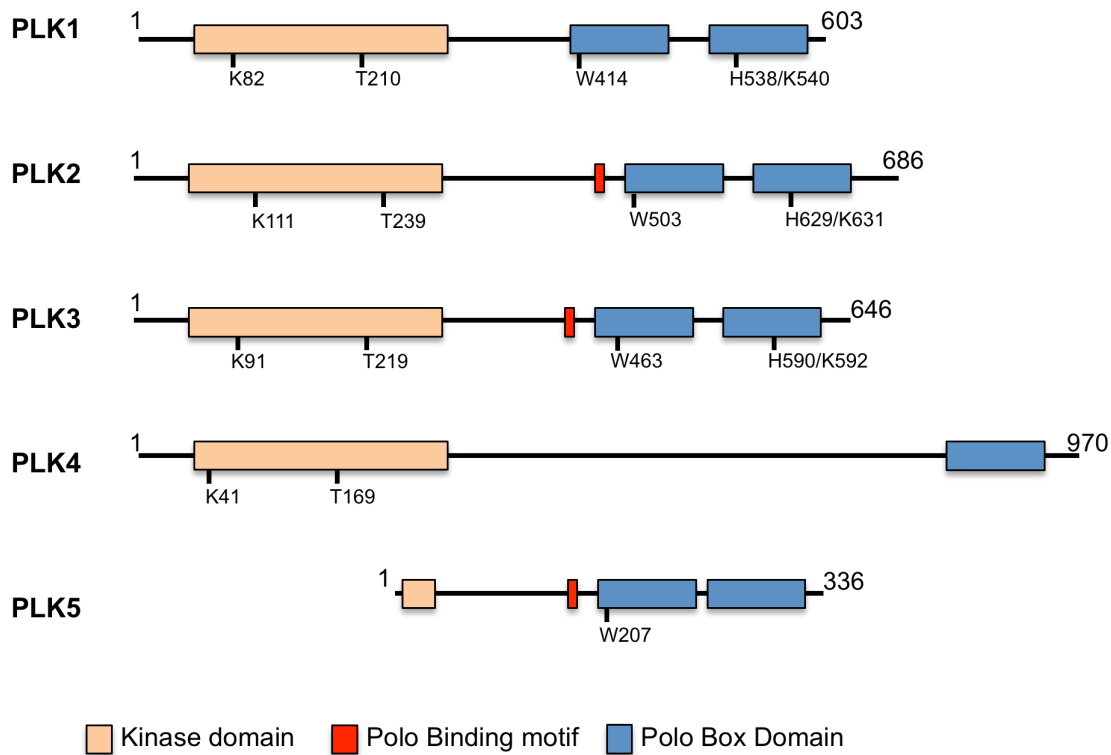 PLK1 1 603
K82 T210 W414 H538/K540
PLK2 1 686
K111 T239 W503 H629/K631
PLK3 1 646
K91 T219 W463 H590/K592
PLK4 1 970
K41 T169
PLK5 1 336
W207
Kinase domain Polo Binding motif Polo Box Domain